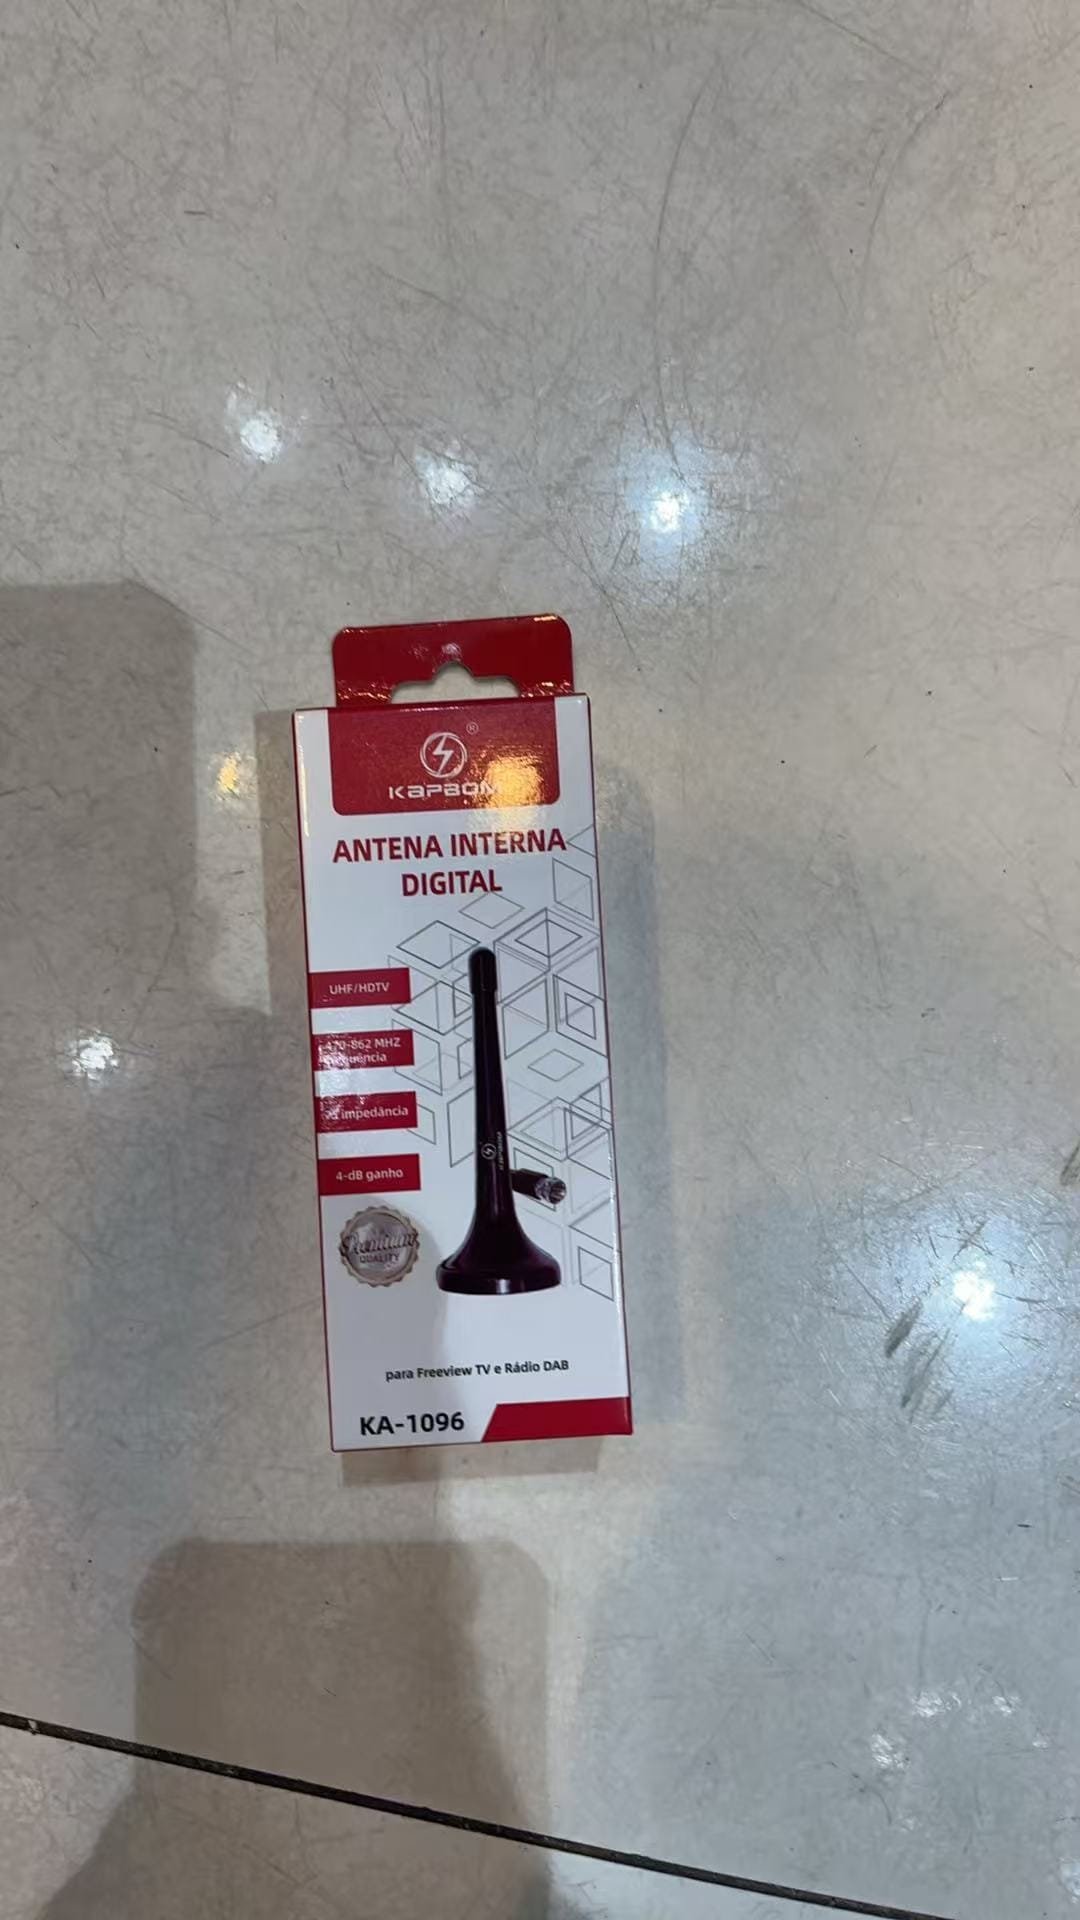 ®
KAPBOM
ANTENA INTERNA
DIGITAL
UHF/HDTV
470-862 MHZ
frequência
impedância
4-dB ganho
Premium
QUALITY
para Freeview TV e Rádio DAB
KA-1096